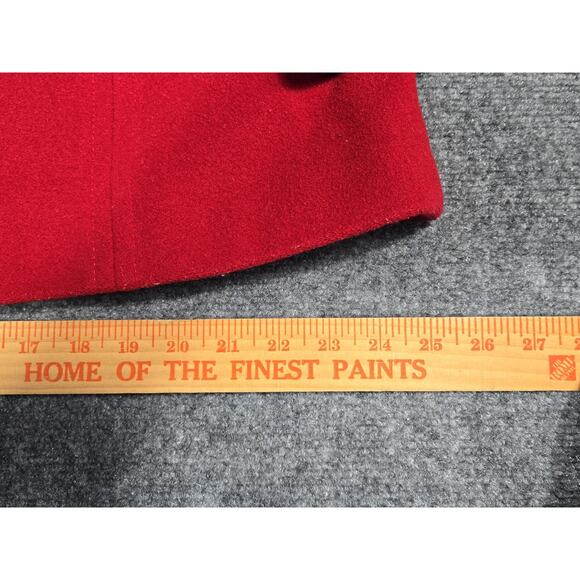 17 18 19 20 21 22 23 24 25 26 27
HOME OF THE FINEST PAINTS